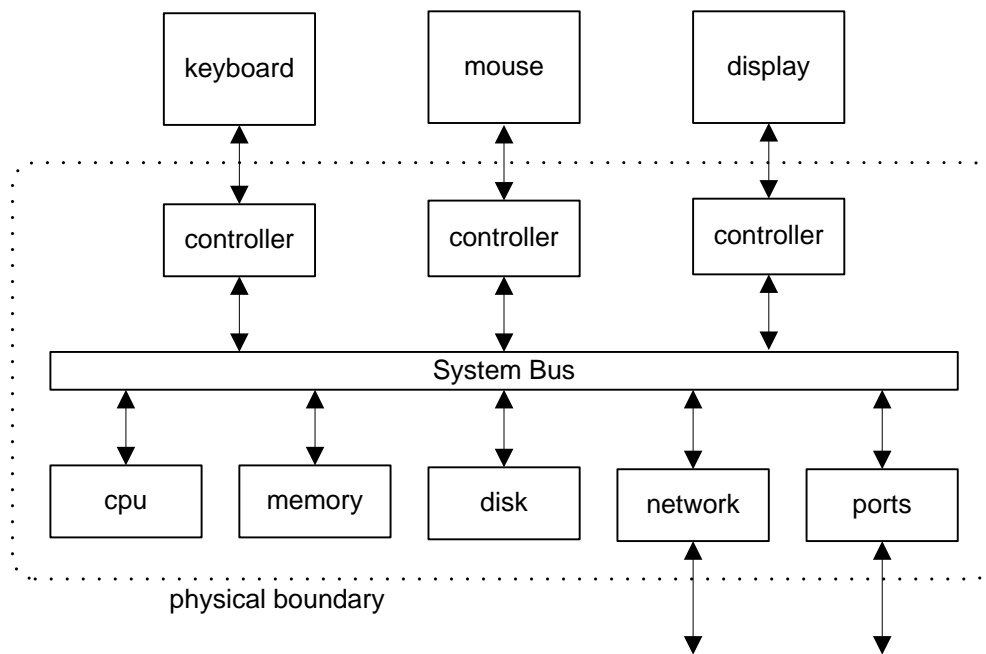 keyboard
mouse
display
controller
controller
controller
System Bus
cpu
memory
disk
network
ports
physical boundary